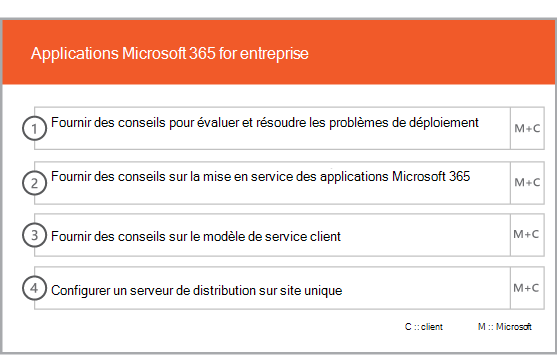 Applications Microsoft 365 for entreprise
1 Fournir des conseils pour évaluer et résoudre les problèmes de déploiement M+C
2 Fournir des conseils sur la mise en service des applications Microsoft 365 M+C
3 Fournir des conseils sur le modèle de service client M+C
4 Configurer un serveur de distribution sur site unique M+C
C :: client M :: Microsoft